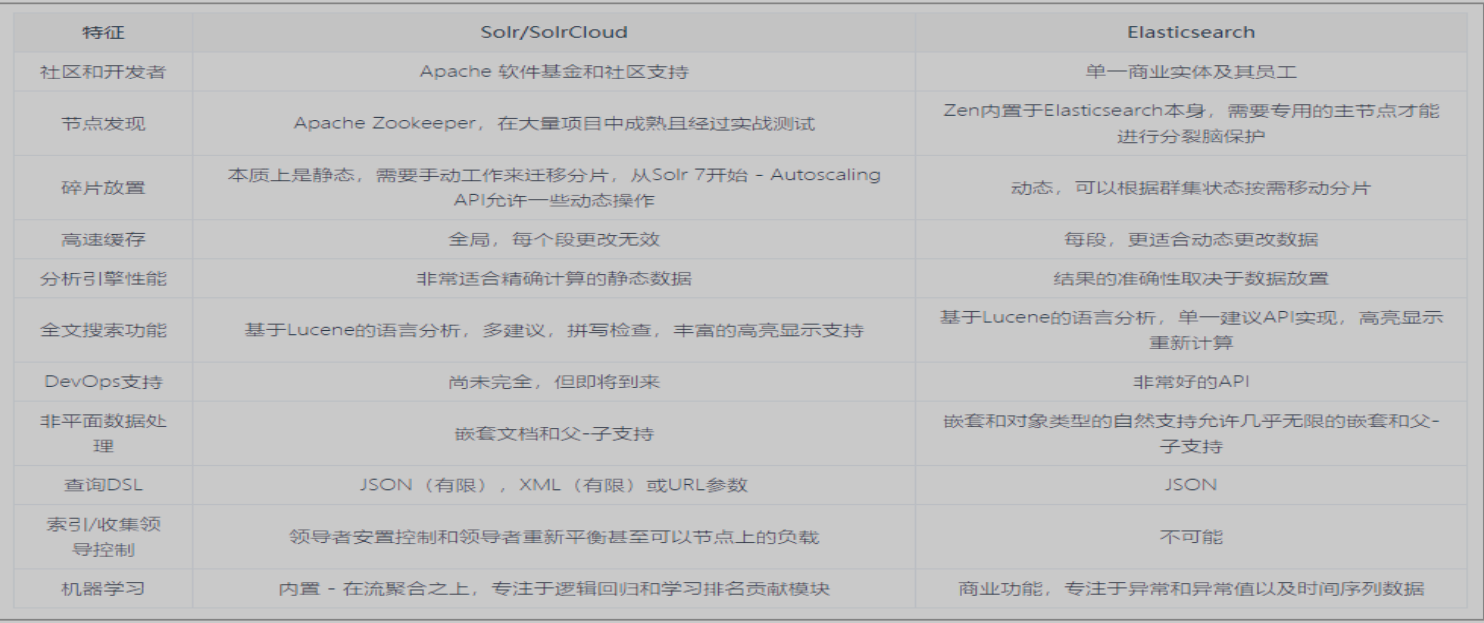 特征 Solr/SolrCloud Elasticsearch
社区和开发者 Apache 软件基金和社区支持 单一商业实体及其员工
节点发现 Apache Zookeeper，在大量项目中成熟且经过实战测试 Zen内置于Elasticsearch本身，需要专用的主节点才能
进行分裂脑保护
碎片放置 本质上是静态，需要手动工作来迁移分片，从Solr 7开始 - Autoscaling
API允许一些动态操作 动态，可以根据群集状态按需移动分片
高速缓存 全局，每个段更改无效 每段，更适合动态更改数据
分析引擎性能 非常适合精确计算的静态数据 结果的准确性取决于数据放置
全文搜索功能 基于Lucene的语言分析，多建议，拼写检查，丰富的高亮显示支持 基于Lucene的语言分析，单一建议API实现，高亮显示
重新计算
DevOps支持 尚未完全，但即将到来 非常好的API
非平面数据处
理 嵌套文档和父-子支持 嵌套和对象类型的自然支持允许几乎无限的嵌套和父-
子支持
查询DSL JSON（有限），XML（有限）或URL参数 JSON
索引/收集领
导控制 领导者安置控制和领导者重新平衡甚至可以节点上的负载 不可能
机器学习 内置 - 在流聚合之上，专注于逻辑回归和学习排名贡献模块 商业功能，专注于异常和异常值以及时间序列数据